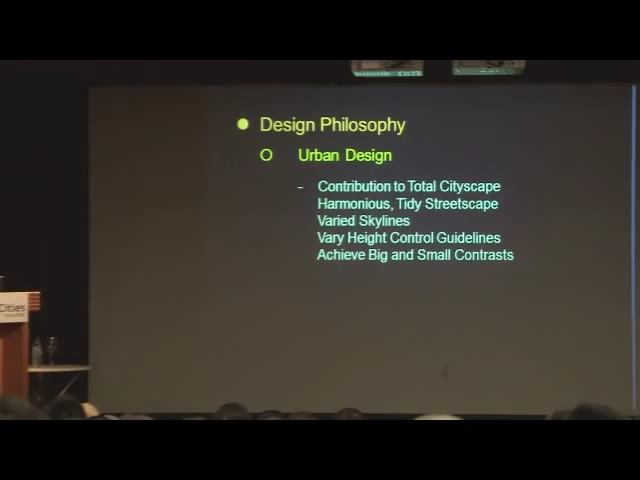 Design Philosophy
Urban Design
- Contribution to Total Cityscape
Harmonious, Tidy Streetscape
Varied Skylines
Vary Height Control Guidelines
Achieve Big and Small Contrasts
Cities